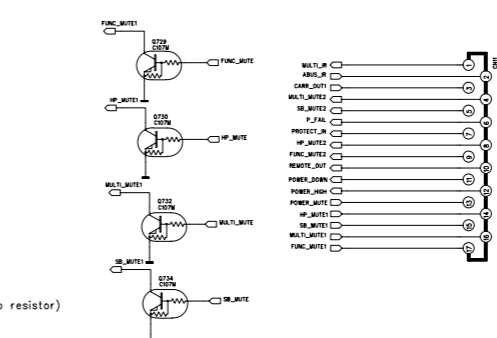 FUNC_MUTE1
Q729
C107M
FUNC_MUTE
HP_MUTE1
Q730
C107M
HP_MUTE
MULTI_MUTE1
Q732
C107M
MULTI_MUTE
SB_MUTE1
Q734
C107M
SB_MUTE
o resistor)
CN11
MULTI_IR 1
ABUS_IR 2
CARR_OUT1 3
MULTI_MUTE2 4
SB_MUTE2 5
P_FAIL 6
PROTECT_IN 7
HP_MUTE2 8
FUNC_MUTE2 9
REMOTE_OUT 10
POWER_DOWN 11
POWER_HIGH 12
POWER_MUTE 13
HP_MUTE1 14
SB_MUTE1 15
MULTI_MUTE1 16
FUNC_MUTE1 17